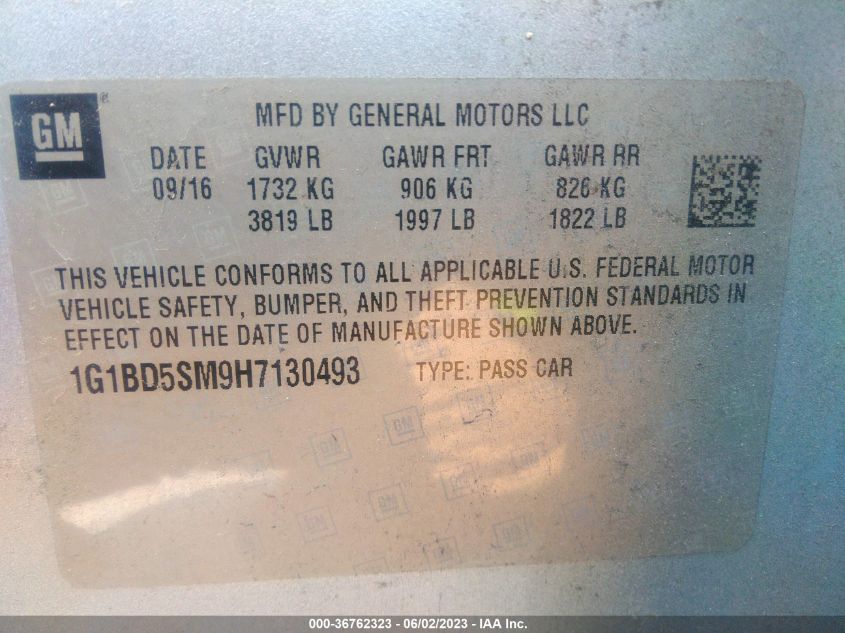 GM
MFD BY GENERAL MOTORS LLC
DATE GVWR GAWR FRT GAWR RR
09/16 1732 KG 906 KG 826 KG
3819 LB 1997 LB 1822 LB
THIS VEHICLE CONFORMS TO ALL APPLICABLE U.S. FEDERAL MOTOR
VEHICLE SAFETY, BUMPER, AND THEFT PREVENTION STANDARDS IN
EFFECT ON THE DATE OF MANUFACTURE SHOWN ABOVE.
1G1BD5SM9H7130493 TYPE: PASS CAR
000-36762323 - 06/02/2023 - IAA Inc.